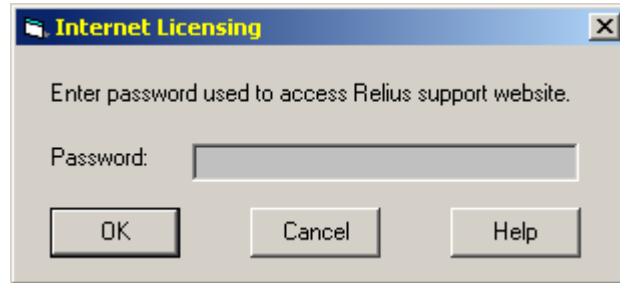 Internet Licensing
Enter password used to access Relius support website.
Password:
OK Cancel Help